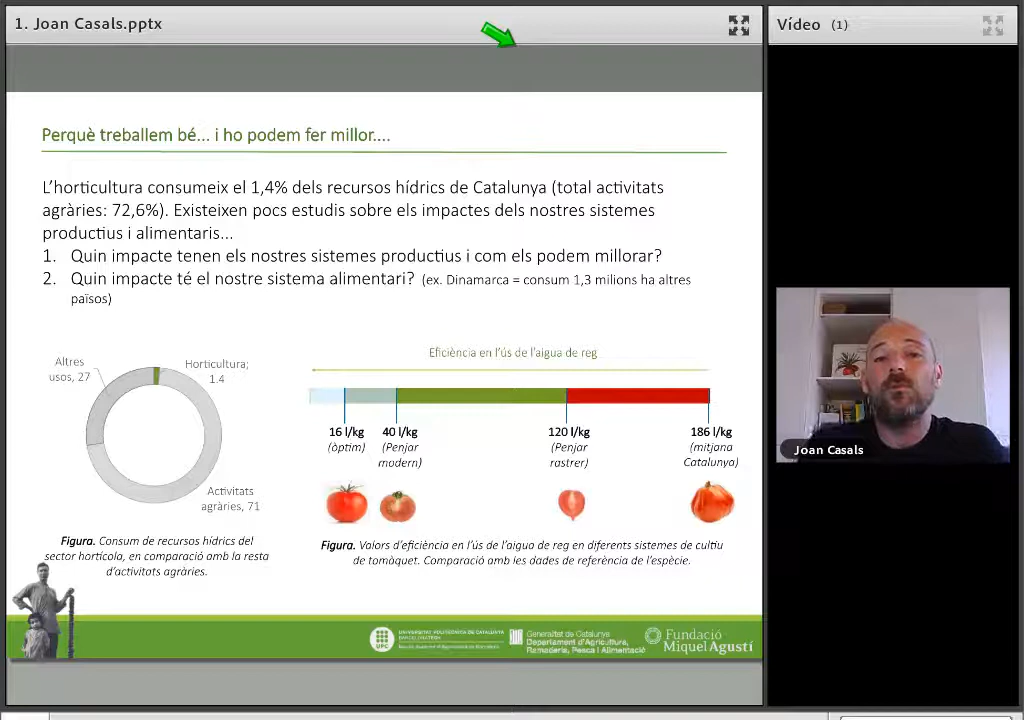 1. Joan Casals.pptx
Vídeo (1)
Perquè treballem bé... i ho podem fer millor....
L'horticultura consumeix el 1,4% dels recursos hídrics de Catalunya (total activitats
agràries: 72,6%). Existeixen pocs estudis sobre els impactes dels nostres sistemes
productius i alimentaris...
1. Quin impacte tenen els nostres sistemes productius i com els podem millorar?
2. Quin impacte té el nostre sistema alimentari? (ex. Dinamarca = consum 1,3 milions ha altres
països)
Altres
usos, 27
Horticultura;
1.4
Activitats
agràries, 71
Figura. Consum de recursos hídrics del
sector hortícola, en comparació amb la resta
d'activitats agràries.
Eficiència en l'ús de l'aigua de reg
16 l/kg
(òptim)
40 l/kg
(Penjar
modern)
120 l/kg
(Penjar
rastrer)
186 l/kg
(mitjana
Catalunya)
Figura. Valors d'eficiència en l'ús de l'aigua de reg en diferents sistemes de cultiu
de tomàquet. Comparació amb les dades de referència de l'espècie.
Joan Casals
UPC
UNIVERSITAT POLITÈCNICA DE CATALUNYA
BARCELONATECH
Generalitat de Catalunya
Departament d'Agricultura,
Ramaderia, Pesca i Alimentació
Fundació
Miquel Agustí